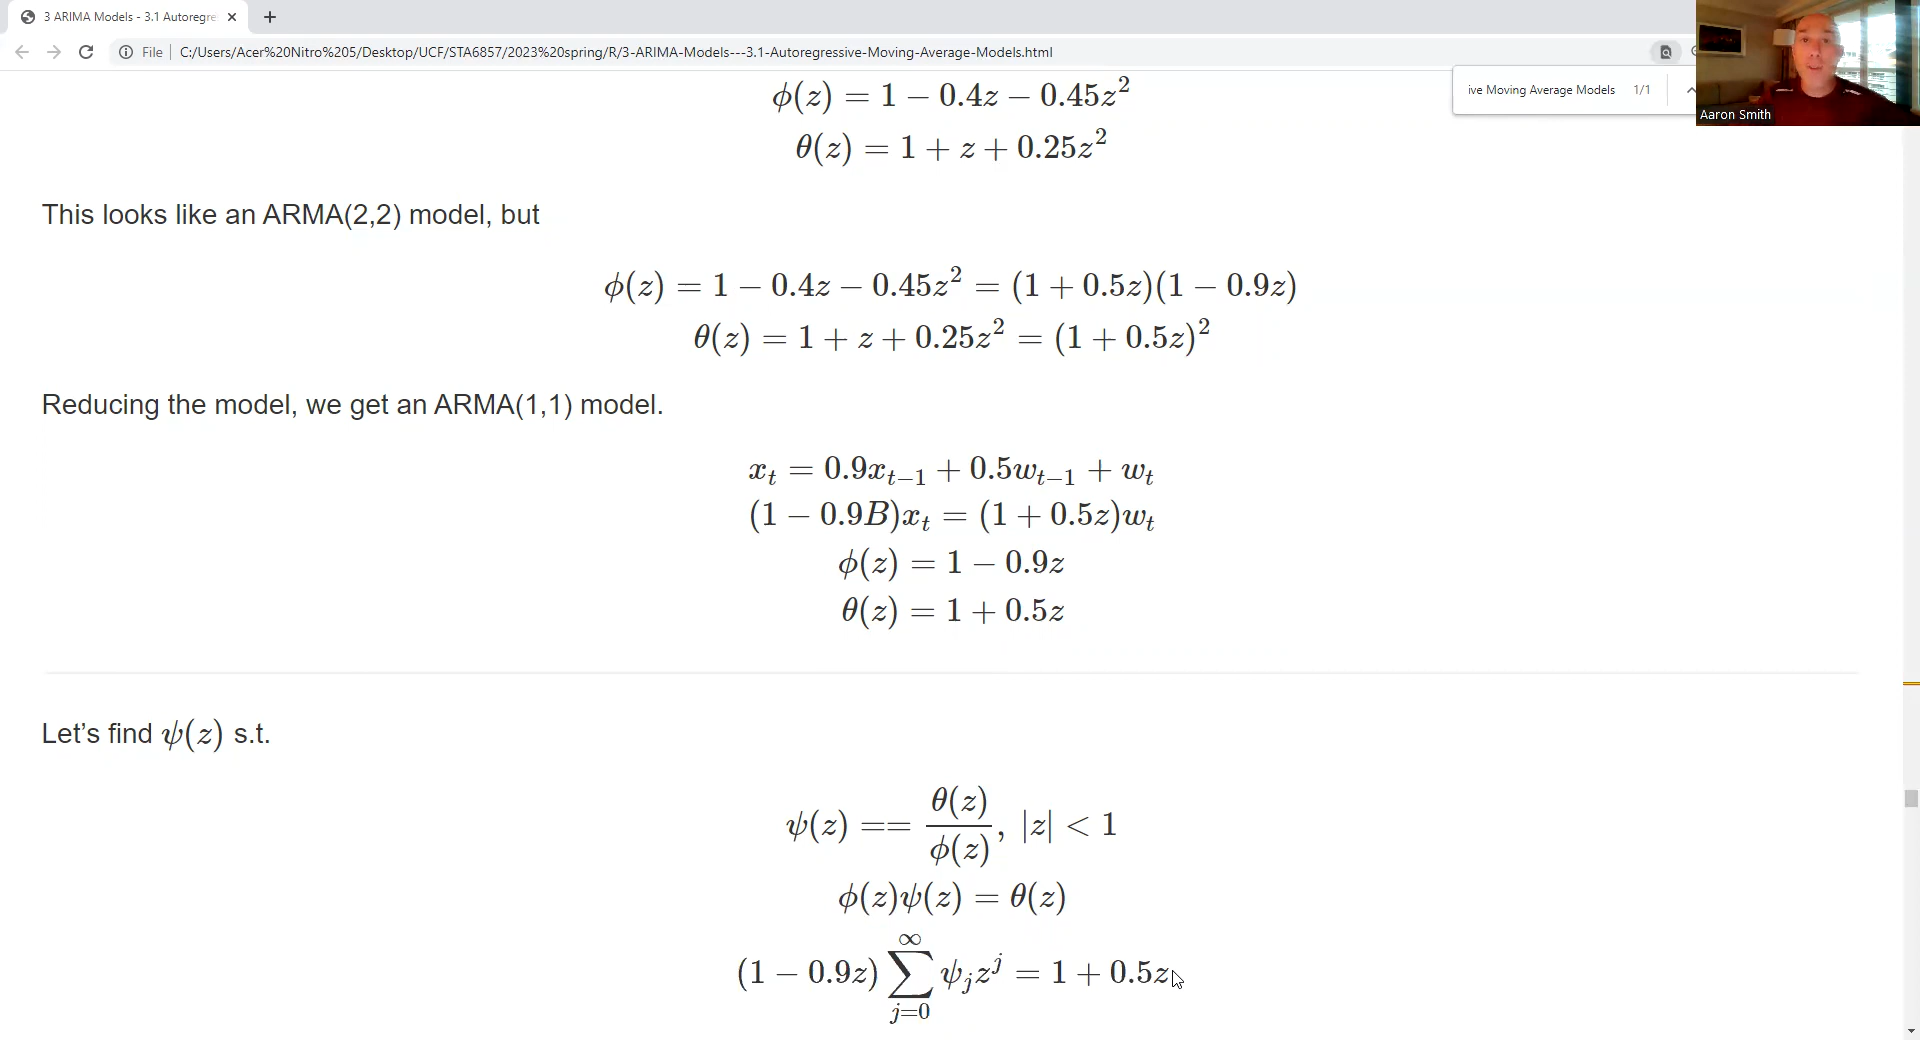 3 ARIMA Models - 3.1 Autoregre
File C:/Users/Acer%20Nitro%205/Desktop/UCF/STA6857/2023%20spring/R/3-ARIMA-Models---3.1-Autoregressive-Moving-Average-Models.html
ive Moving Average Models 1/1
Aaron Smith
ϕ(z) = 1 − 0.4z − 0.45z²
θ(z) = 1 + z + 0.25z²
This looks like an ARMA(2,2) model, but
ϕ(z) = 1 − 0.4z − 0.45z² = (1 + 0.5z)(1 − 0.9z)
θ(z) = 1 + z + 0.25z² = (1 + 0.5z)²
Reducing the model, we get an ARMA(1,1) model.
xₜ = 0.9xₜ₋₁ + 0.5wₜ₋₁ + wₜ
(1 − 0.9B)xₜ = (1 + 0.5z)wₜ
ϕ(z) = 1 − 0.9z
θ(z) = 1 + 0.5z
Let’s find ψ(z) s.t.
ψ(z) == θ(z)/ϕ(z), |z| < 1
ϕ(z)ψ(z) = θ(z)
(1 − 0.9z) ∑_{j=0}^{∞} ψⱼzʲ = 1 + 0.5z